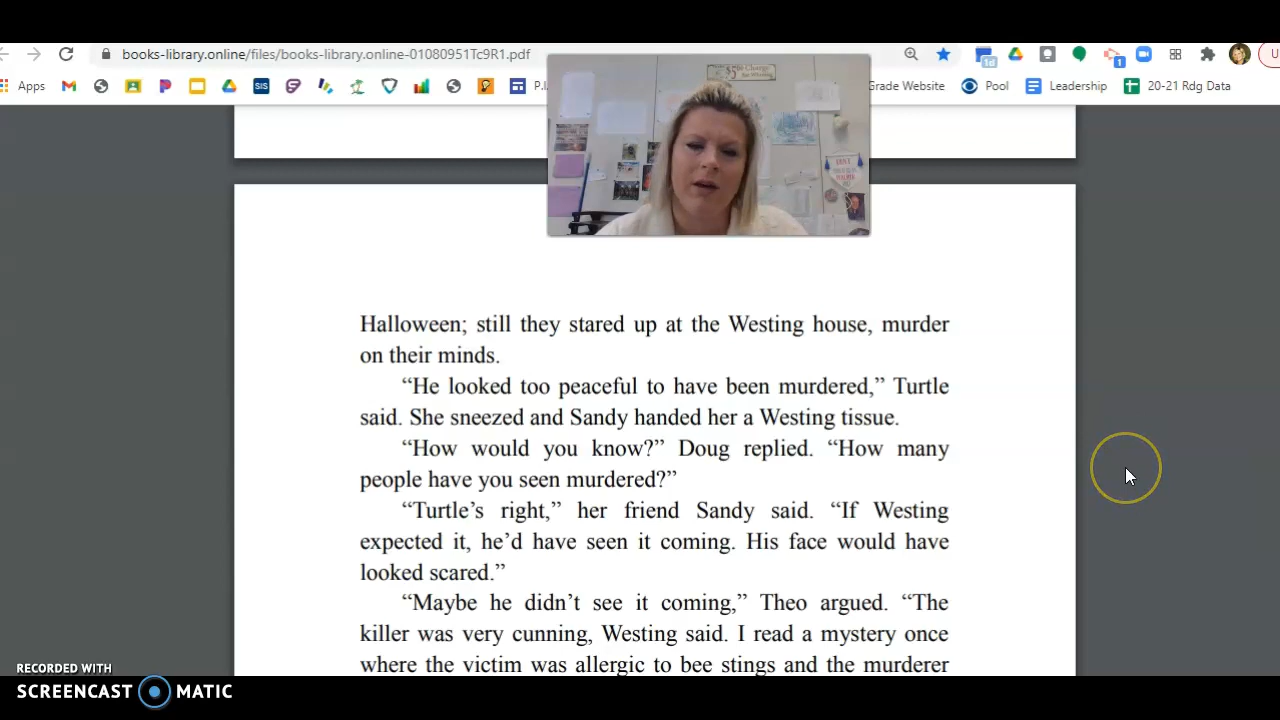 books-library.online/files/books-library.online-01080951Tc9R1.pdf
Apps
SIS
P.I.
Grade Website
Pool
Leadership
20-21 Rdg Data
1d
1
Halloween; still they stared up at the Westing house, murder
on their minds.
“He looked too peaceful to have been murdered,” Turtle
said. She sneezed and Sandy handed her a Westing tissue.
“How would you know?” Doug replied. “How many
people have you seen murdered?”
“Turtle’s right,” her friend Sandy said. “If Westing
expected it, he’d have seen it coming. His face would have
looked scared.”
“Maybe he didn’t see it coming,” Theo argued. “The
killer was very cunning, Westing said. I read a mystery once
where the victim was allergic to bee stings and the murderer
RECORDED WITH
SCREENCAST MATIC